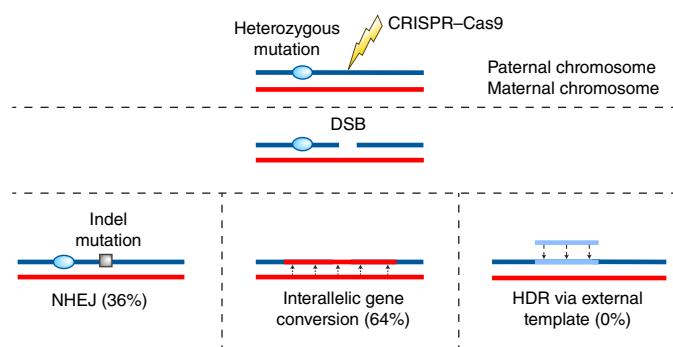 Heterozygous
mutation
CRISPR–Cas9
Paternal chromosome
Maternal chromosome
DSB
Indel
mutation
NHEJ (36%)
Interallelic gene
conversion (64%)
HDR via external
template (0%)